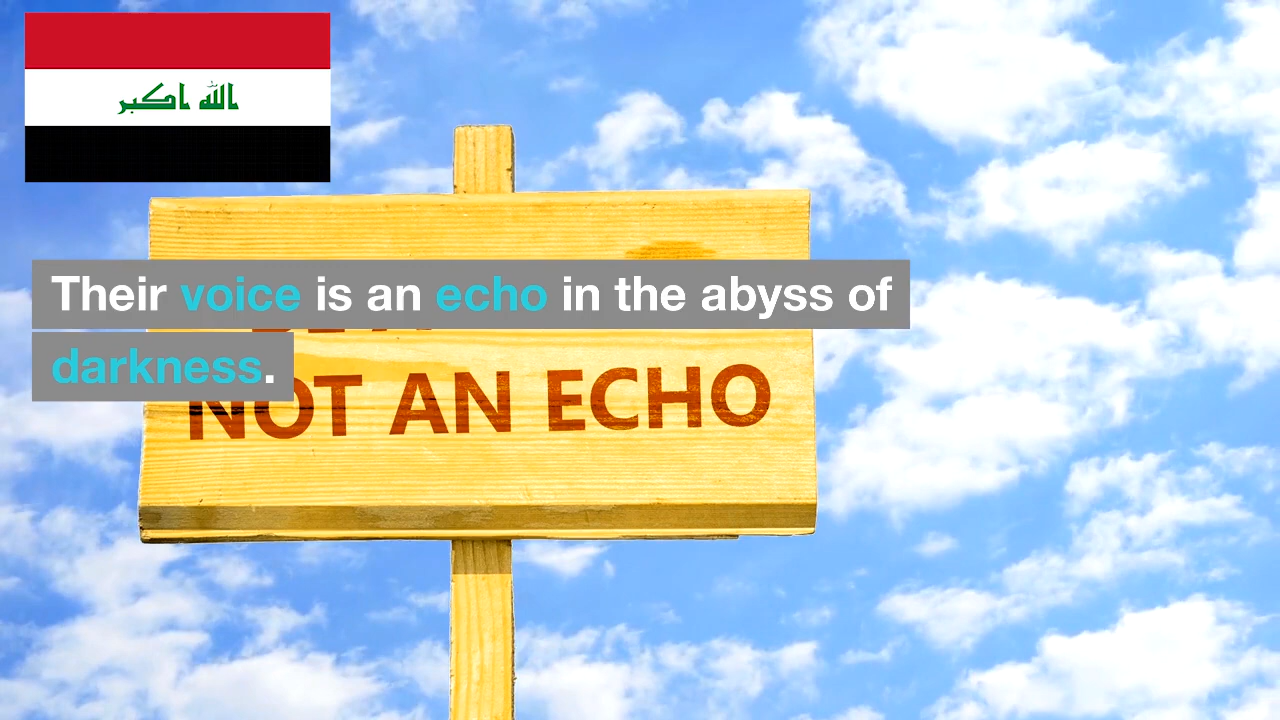 الله اكبر
Their voice is an echo in the abyss of
darkness.
NOT AN ECHO